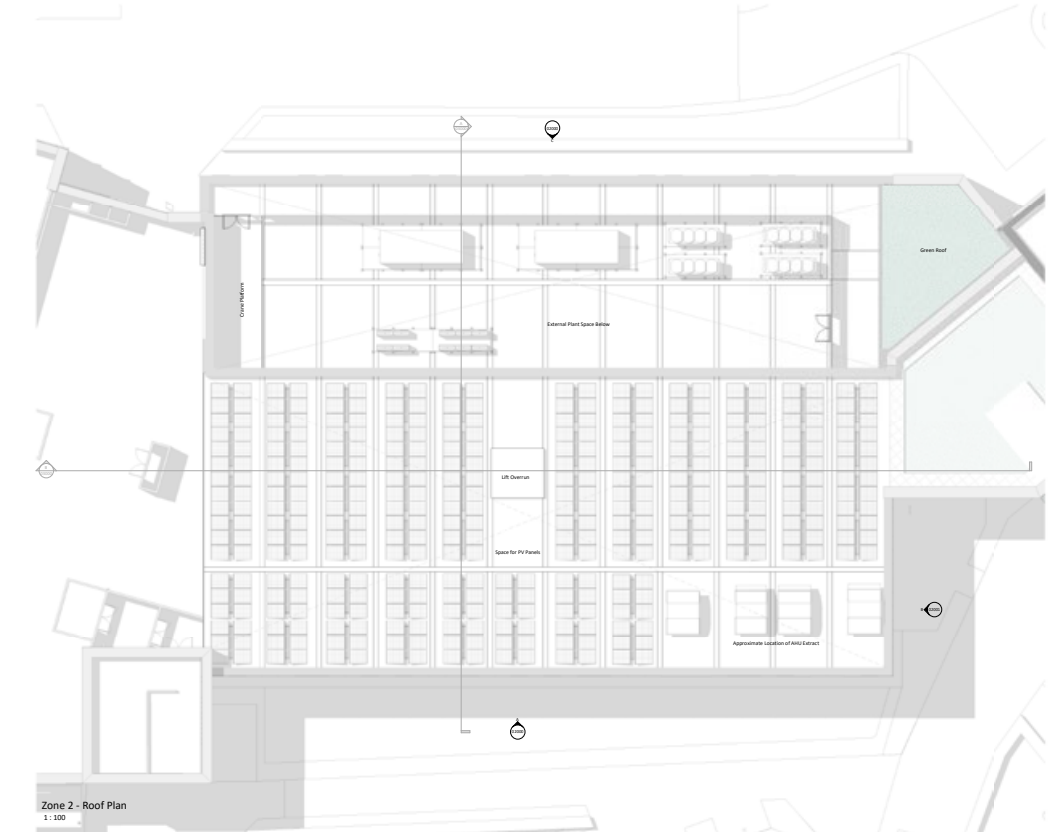 Green Roof
Crane Platform
External Plant Space Below
Lift Overrun
Space for PV Panels
Approximate Location of AHU Extract
Zone 2 - Roof Plan
1 : 100